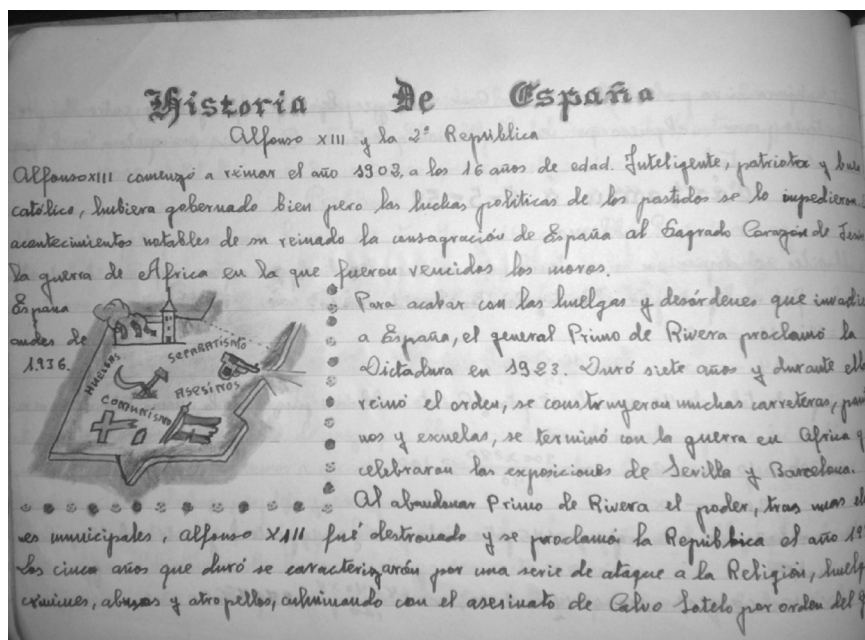 Historia De España
Alfonso XIII y la 2ª República
Alfonso XIII comenzó a reinar el año 1902, a los 16 años de edad. Inteligente, patriota y
católico, hubiera gobernado bien pero las luchas politicas de los partidos se lo impedieron.
acontecimientos notables de su reinado la consagración de España al Sagrado Corazón de
la guerra de Africa en la que fueron vencidos los moros.
España
andes de
1936.
HUELGAS
SEPARATISMO
ASESINOS
COMUNISMO
Para acabar con las huelgas y desórdenes que
a España, el general Primo de Rivera proclamó la
Dictadura en 1923. Duró siete años y durante
reinó el orden, se construyeron muchas carreteras,
nos y escuelas, se terminó con la guerra en Africa
celebraron las exposiciones de Sevilla y Barcelona.
Al abandonar Primo de Rivera el poder, tras unas
es municipales, Alfonso XIII fué destronado y se proclamó la República el año
Los cinco años que duró se caracterizarón por una serie de ataque a la Religión,
crimines, abusos y atropellos, culminando con el asesinato de Calvo Sotelo por orden del